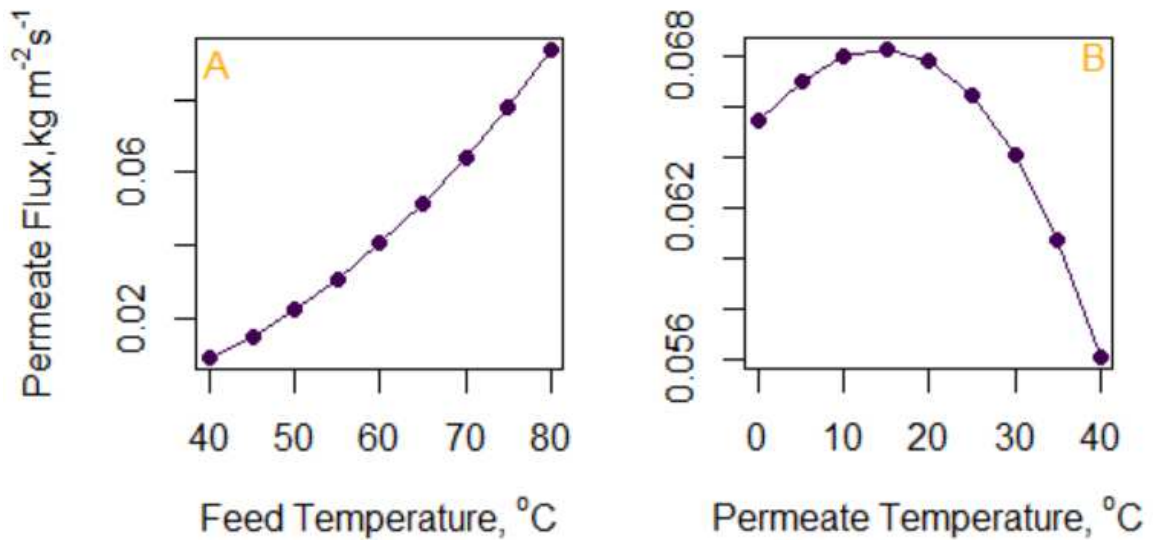 Permeate Flux,kg m⁻²s⁻¹
A
0.06
0.02
40 50 60 70 80
Feed Temperature, ºC
B
0.068
0.062
0.056
0 10 20 30 40
Permeate Temperature, ºC